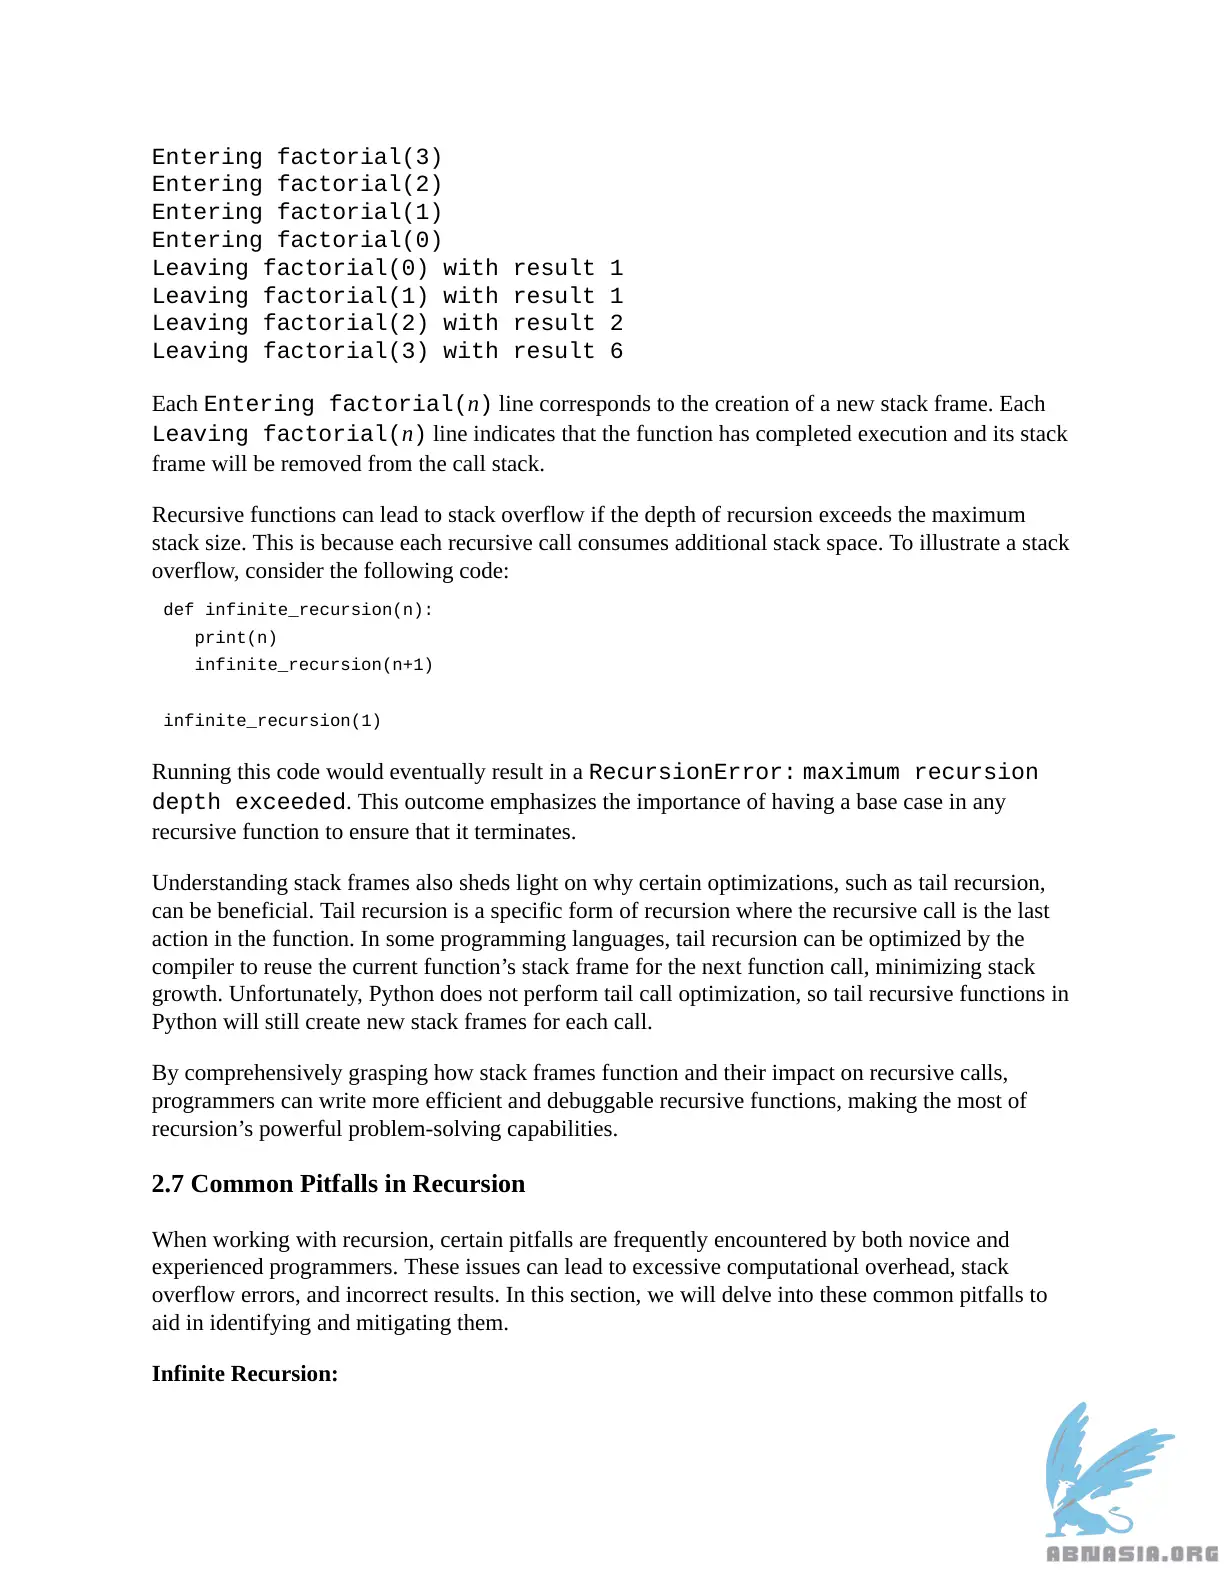 Entering factorial(3)
Entering factorial(2)
Entering factorial(1)
Entering factorial(0)
Leaving factorial(0) with result 1
Leaving factorial(1) with result 1
Leaving factorial(2) with result 2
Leaving factorial(3) with result 6
Each Entering factorial(n) line corresponds to the creation of a new stack frame. Each
Leaving factorial(n) line indicates that the function has completed execution and its stack
frame will be removed from the call stack.
Recursive functions can lead to stack overflow if the depth of recursion exceeds the maximum
stack size. This is because each recursive call consumes additional stack space. To illustrate a stack
overflow, consider the following code:
def infinite_recursion(n):
   print(n)
   infinite_recursion(n+1)
infinite_recursion(1)
Running this code would eventually result in a RecursionError: maximum recursion
depth exceeded. This outcome emphasizes the importance of having a base case in any
recursive function to ensure that it terminates.
Understanding stack frames also sheds light on why certain optimizations, such as tail recursion,
can be beneficial. Tail recursion is a specific form of recursion where the recursive call is the last
action in the function. In some programming languages, tail recursion can be optimized by the
compiler to reuse the current function’s stack frame for the next function call, minimizing stack
growth. Unfortunately, Python does not perform tail call optimization, so tail recursive functions in
Python will still create new stack frames for each call.
By comprehensively grasping how stack frames function and their impact on recursive calls,
programmers can write more efficient and debuggable recursive functions, making the most of
recursion’s powerful problem-solving capabilities.
2.7 Common Pitfalls in Recursion
When working with recursion, certain pitfalls are frequently encountered by both novice and
experienced programmers. These issues can lead to excessive computational overhead, stack
overflow errors, and incorrect results. In this section, we will delve into these common pitfalls to
aid in identifying and mitigating them.
Infinite Recursion:
ABNASIA.ORG